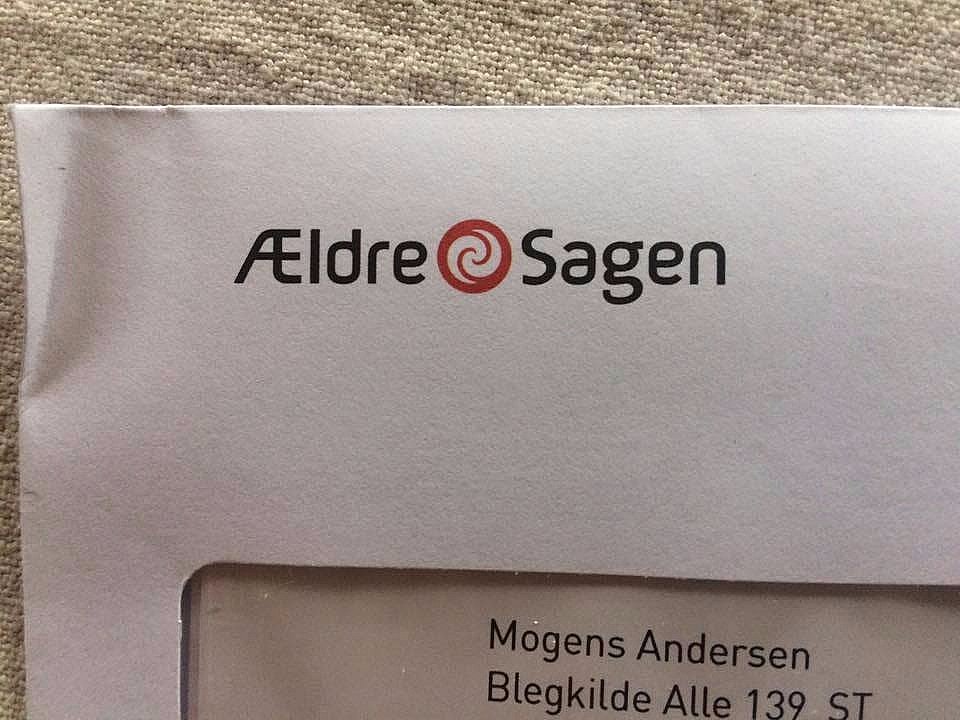 Ældre Sagen
Mogens Andersen
Blegkilde Alle 139 ST